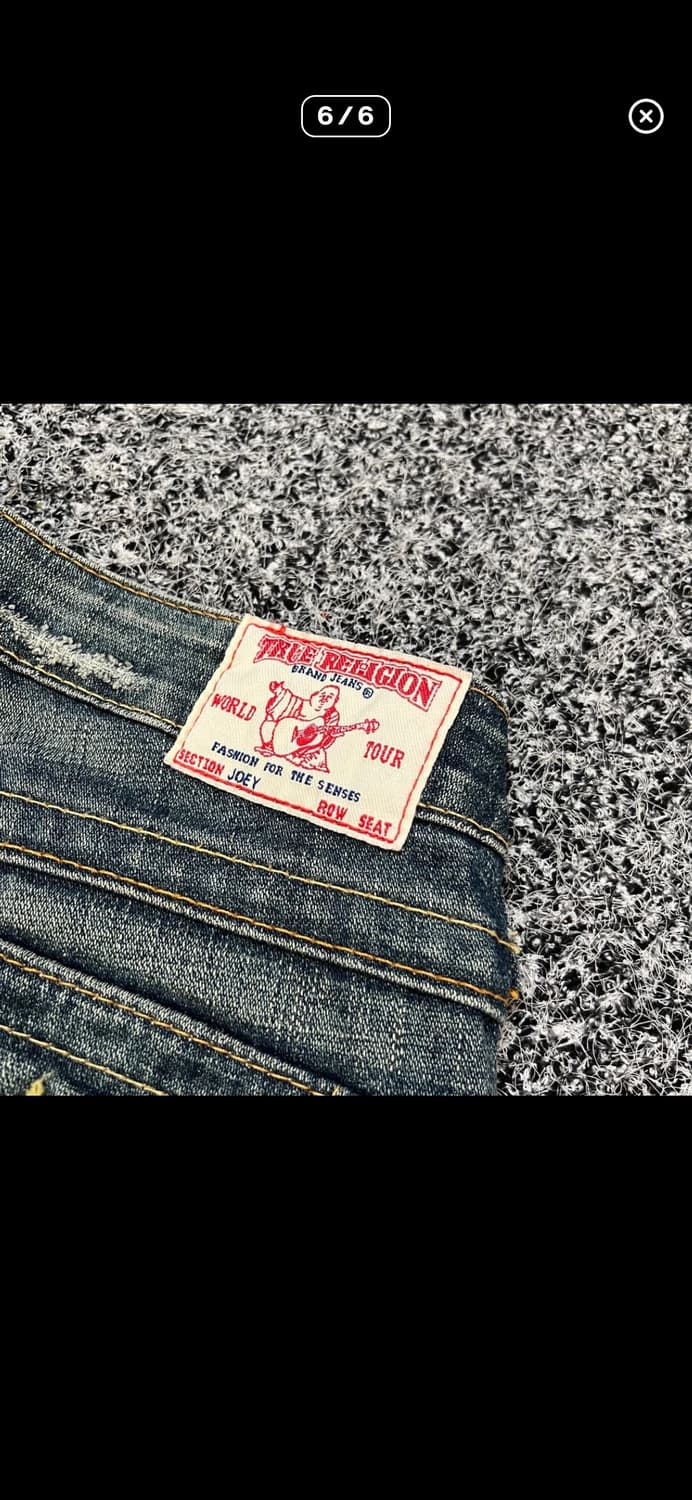 6/6
TRUE RELIGION
BRAND JEANS®
WORLD TOUR
FASHION FOR THE SENSES
SECTION JOEY
ROW SEAT